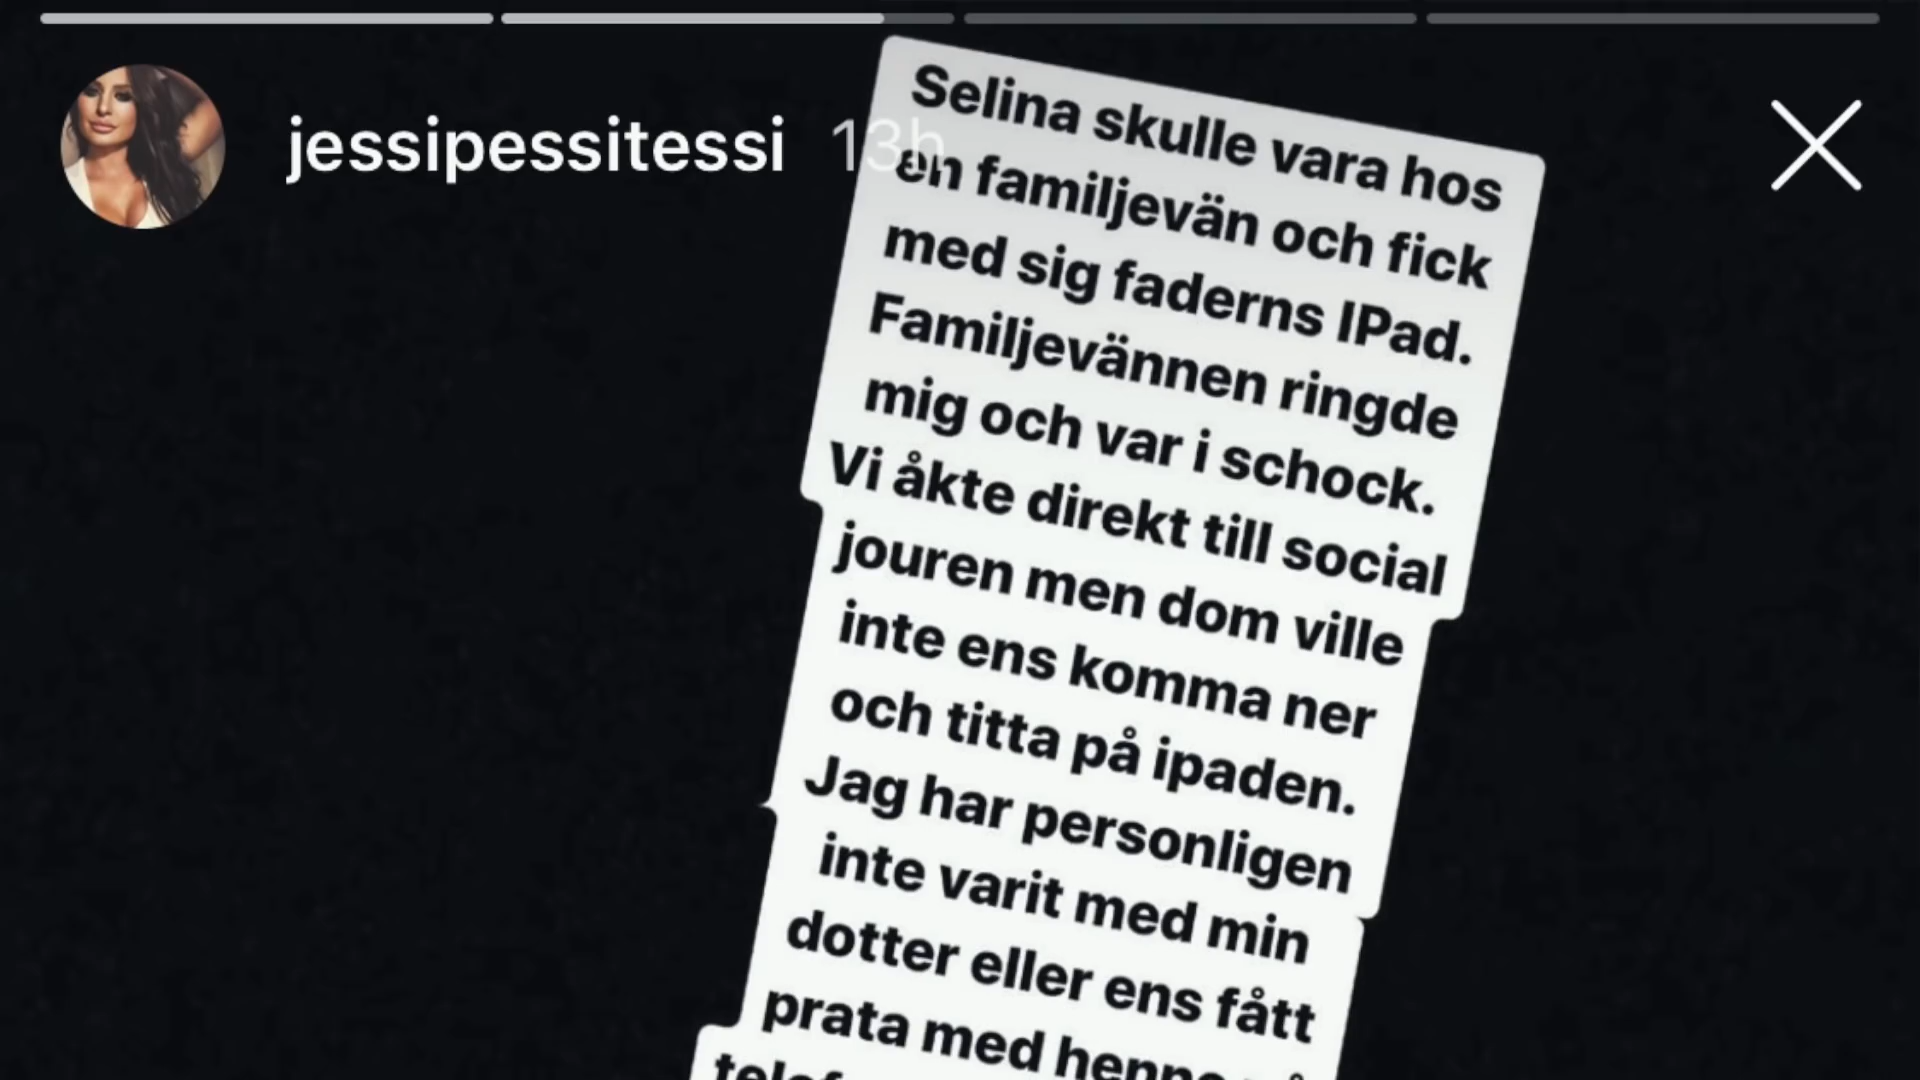 jessipessitessi 13h
Selina skulle vara hos
en familjevän och fick
med sig faderns IPad.
Familjevännen ringde
mig och var i schock.
Vi åkte direkt till social
jouren men dom ville
inte ens komma ner
och titta på ipaden.
Jag har personligen
inte varit med min
dotter eller ens fått
prata med henne på